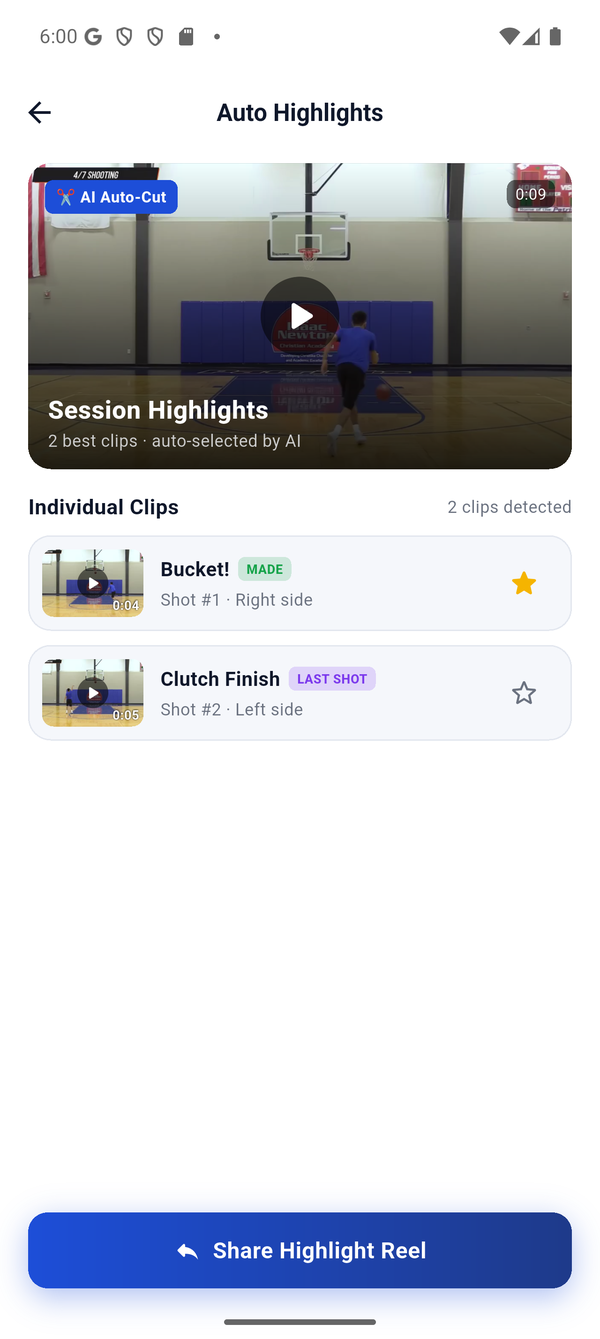 6:00
Auto Highlights
4/7 SHOOTING
AI Auto-Cut
0:09
Isaac
Newton
Session Highlights
2 best clips · auto-selected by AI
Individual Clips
2 clips detected
Bucket! MADE
0:04
Shot #1 · Right side
Clutch Finish LAST SHOT
0:05
Shot #2 · Left side
Share Highlight Reel